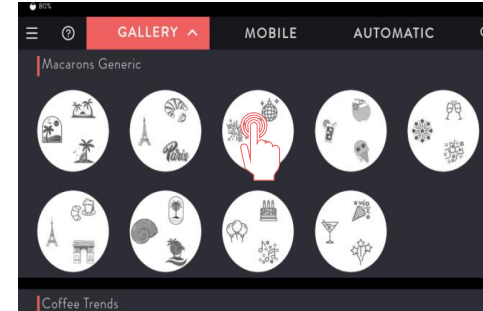 80%
GALLERY MOBILE AUTOMATIC
Macarons Generic
Paris
Coffee Trends